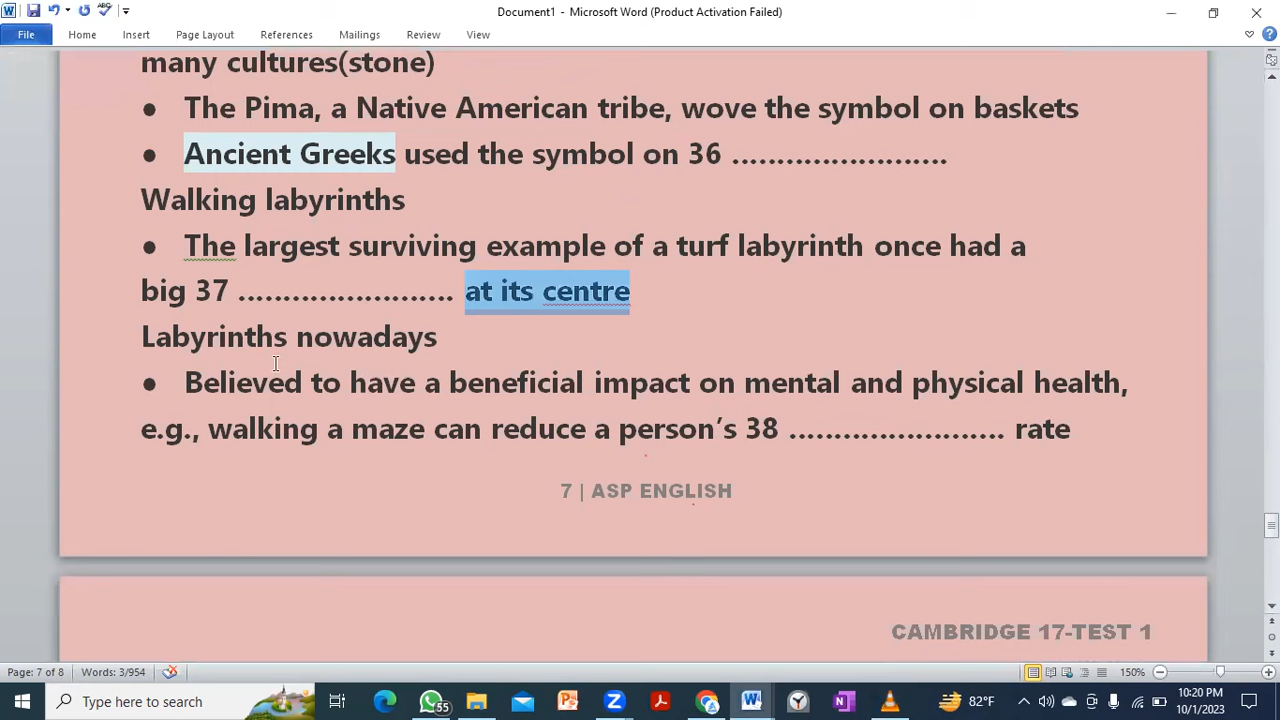 Document1 - Microsoft Word (Product Activation Failed)
File Home Insert Page Layout References Mailings Review View
many cultures(stone)
● The Pima, a Native American tribe, wove the symbol on baskets
● Ancient Greeks used the symbol on 36 …………………….
Walking labyrinths
● The largest surviving example of a turf labyrinth once had a
big 37 ……………………. at its centre
Labyrinths nowadays
● Believed to have a beneficial impact on mental and physical health,
e.g., walking a maze can reduce a person’s 38 ……………………. rate
7 | ASP ENGLISH
CAMBRIDGE 17-TEST 1
Page: 7 of 8 Words: 3/954 150%
Type here to search 55 82°F 10:20 PM
10/1/2023